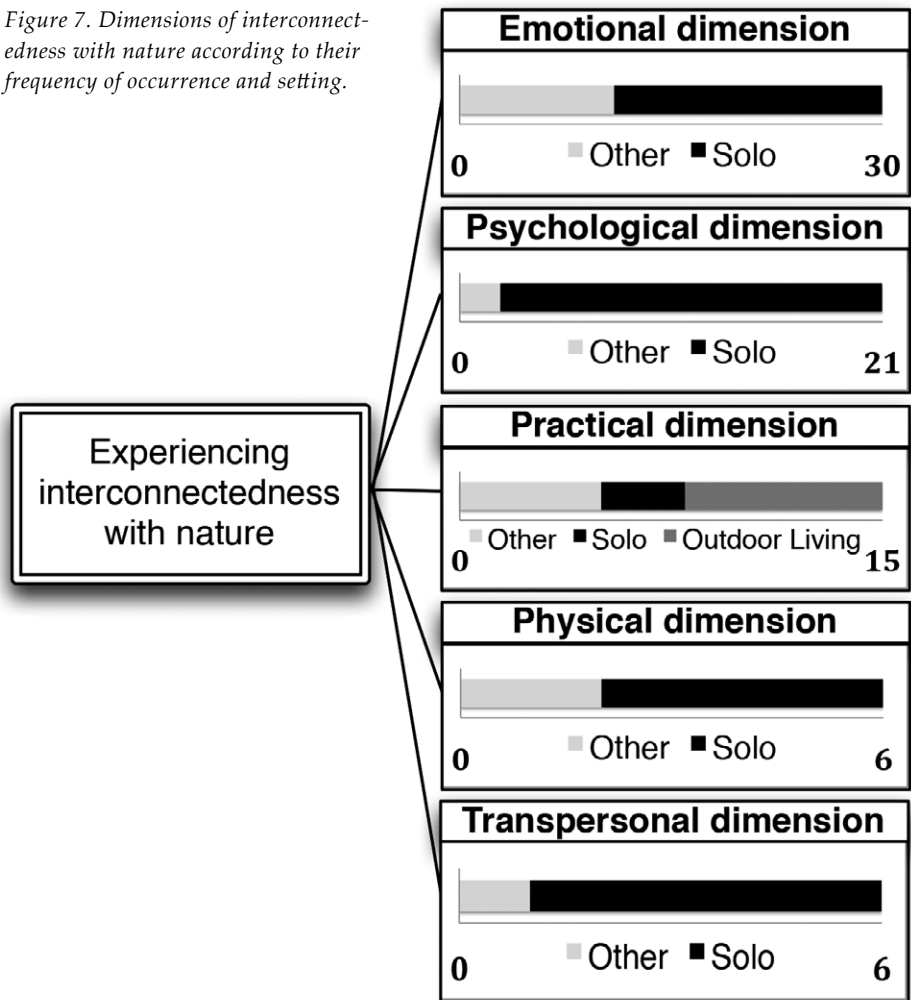 Figure 7. Dimensions of interconnect-
edness with nature according to their
frequency of occurrence and setting.
Experiencing
interconnectedness
with nature
Emotional dimension
Other Solo
0 30
Psychological dimension
Other Solo
0 21
Practical dimension
Other Solo Outdoor Living
0 15
Physical dimension
Other Solo
0 6
Transpersonal dimension
Other Solo
0 6